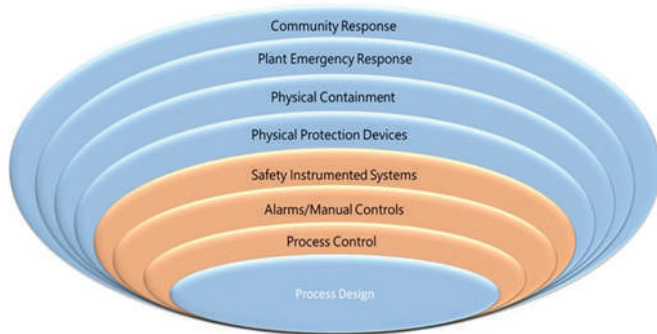 Community Response
Plant Emergency Response
Physical Containment
Physical Protection Devices
Safety Instrumented Systems
Alarms/Manual Controls
Process Control
Process Design